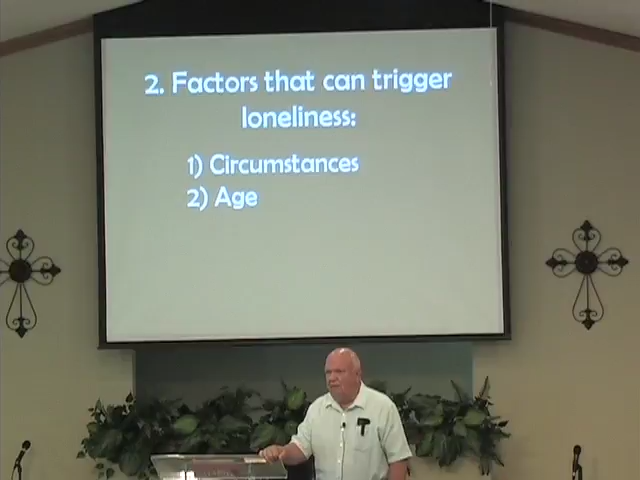 2. Factors that can trigger
loneliness:
1) Circumstances
2) Age